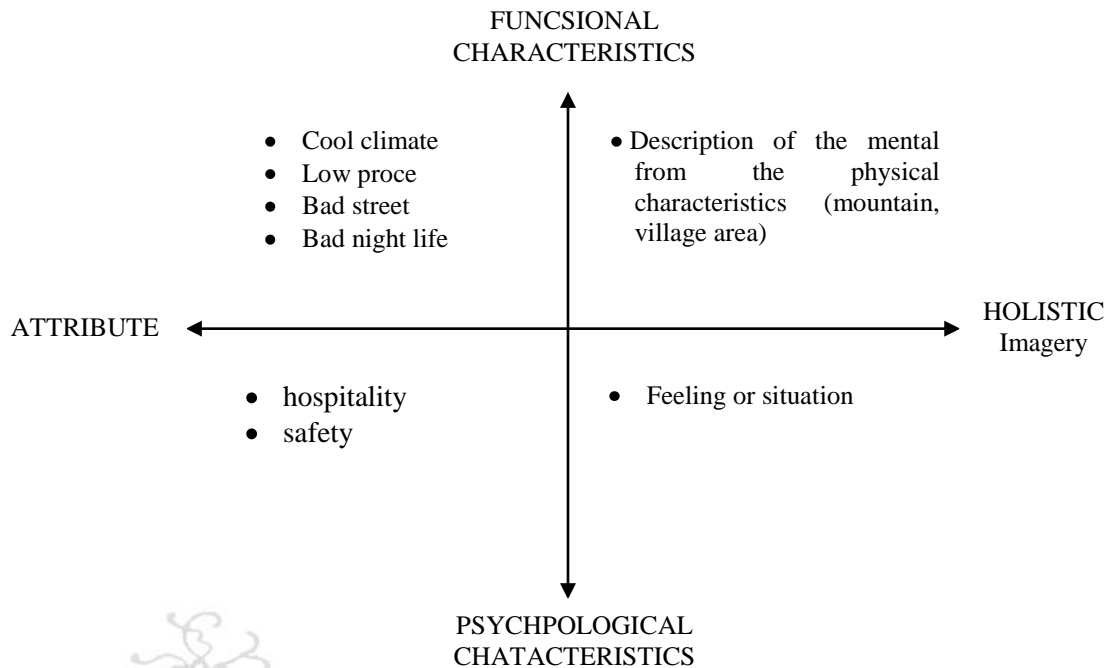 FUNCSIONAL
CHARACTERISTICS
• Cool climate
• Low proce
• Bad street
• Bad night life
• Description of the mental
from the physical
characteristics (mountain,
village area)
ATTRIBUTE
HOLISTIC
Imagery
• hospitality
• safety
• Feeling or situation
PSYCHPOLOGICAL
CHATACTERISTICS